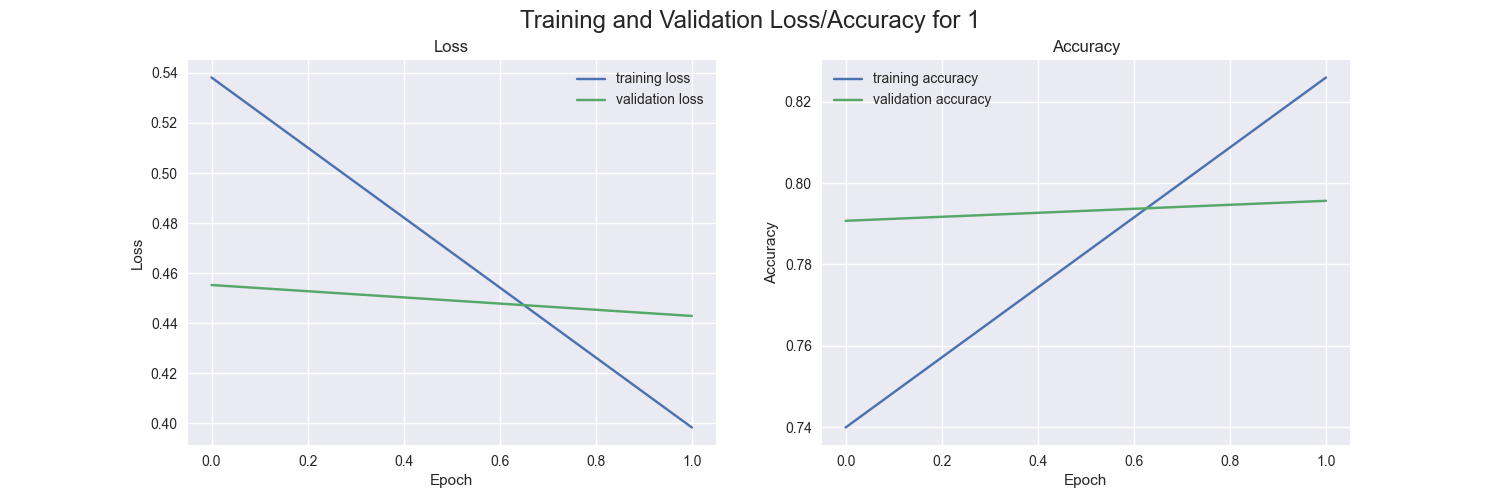 Training and Validation Loss/Accuracy for 1
Loss
training loss
validation loss
0.54
0.52
0.50
0.48
0.46
0.44
0.42
0.40
Loss
0.0 0.2 0.4 0.6 0.8 1.0
Epoch
Accuracy
training accuracy
validation accuracy
0.82
0.80
0.78
0.76
0.74
Accuracy
0.0 0.2 0.4 0.6 0.8 1.0
Epoch